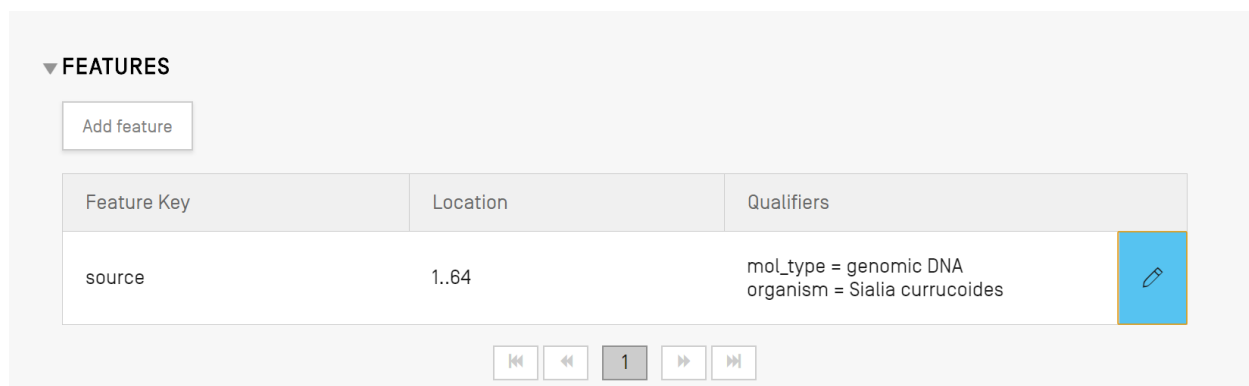 FEATURES
Add feature
Feature Key Location Qualifiers
source 1..64 mol_type = genomic DNA
organism = Sialia currucoides
1